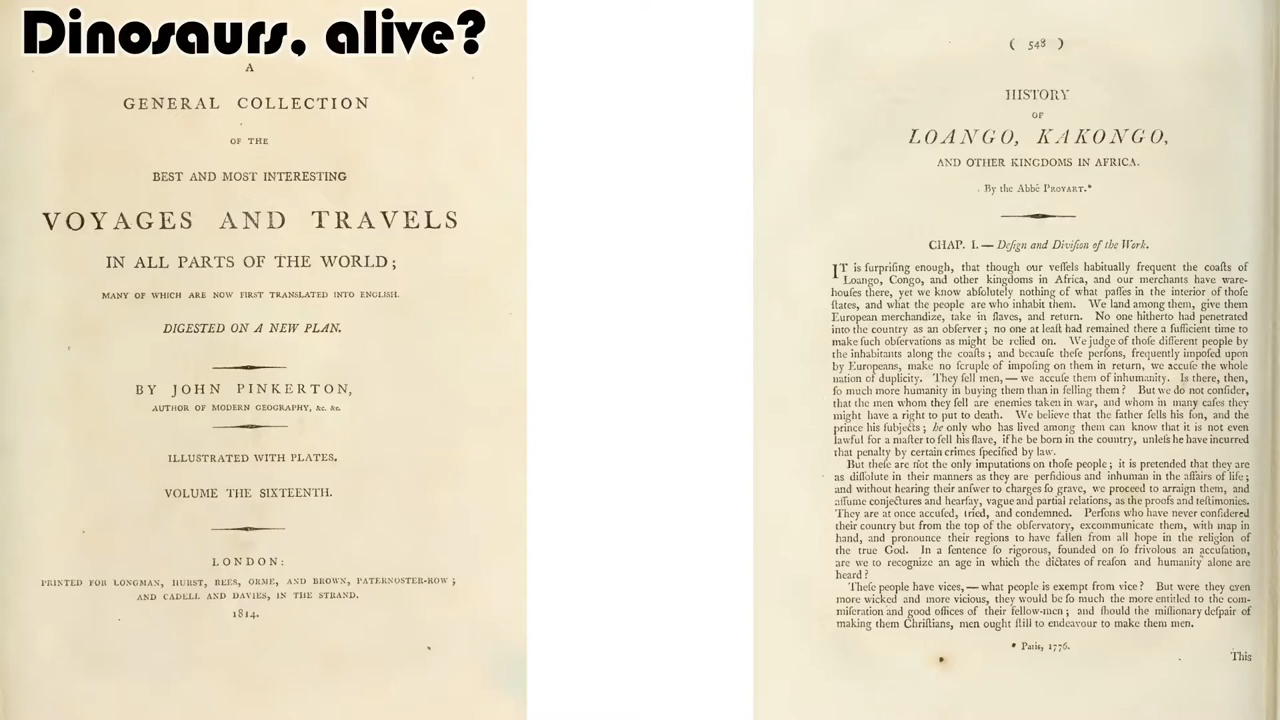 Dinosaurs, alive?
A
GENERAL COLLECTION
OF THE
BEST AND MOST INTERESTING
VOYAGES AND TRAVELS
IN ALL PARTS OF THE WORLD;
MANY OF WHICH ARE NOW FIRST TRANSLATED INTO ENGLISH.
DIGESTED ON A NEW PLAN.
BY JOHN PINKERTON,
AUTHOR OF MODERN GEOGRAPHY, &c. &c.
ILLUSTRATED WITH PLATES.
VOLUME THE SIXTEENTH.
LONDON:
PRINTED FOR LONGMAN, HURST, REES, ORME, AND BROWN, PATERNOSTER-ROW;
AND CADELL AND DAVIES, IN THE STRAND.
1814.
( 548 )
HISTORY
OF
LOANGO, KAKONGO,
AND OTHER KINGDOMS IN AFRICA.
By the Abbé PROYART.*
CHAP. I. — Deſign and Diviſion of the Work.
IT is ſurpriſing enough, that though our veſſels habitually frequent the coaſts of
Loango, Congo, and other kingdoms in Africa, and our merchants have ware-
houſes there, yet we know abſolutely nothing of what paſſes in the interior of thoſe
ſtates, and what the people are who inhabit them. We land among them, give them
European merchandize, take in ſlaves, and return. No one hitherto had penetrated
into the country as an obſerver; no one at leaſt had remained there a ſufficient time to
make ſuch obſervations as might be relied on. We judge of thoſe different people by
the inhabitants along the coaſts; and becauſe theſe perſons, frequently impoſed upon
by Europeans, make no ſcruple of impoſing on them in return, we accuſe the whole
nation of duplicity. They ſell men, — we accuſe them of inhumanity. Is there, then,
ſo much more humanity in buying them than in ſelling them? But we do not conſider,
that the men whom they ſell are enemies taken in war, and whom in many caſes they
might have a right to put to death. We believe that the father ſells his ſon, and the
prince his ſubjects; he only who has lived among them can know that it is not even
lawful for a maſter to ſell his ſlave, if he be born in the country, unleſs he have incurred
that penalty by certain crimes ſpecified by law.
But theſe are not the only imputations on thoſe people; it is pretended that they are
as diſſolute in their manners as they are perfidious and inhuman in the affairs of life;
and without hearing their anſwer to charges ſo grave, we proceed to arraign them, and
aſſume conjectures and hearſay, vague and partial relations, as the proofs and teſtimonies.
They are at once accuſed, tried, and condemned. Perſons who have never conſidered
their country but from the top of the obſervatory, excommunicate them, with map in
hand, and pronounce their regions to have fallen from all hope in the religion of
the true God. In a ſentence ſo rigorous, founded on ſo frivolous an accuſation,
are we to recognize an age in which the dictates of reaſon and humanity alone are
heard?
Theſe people have vices, — what people is exempt from vice? But were they even
more wicked and more vicious, they would be ſo much the more entitled to the com-
miſeration and good offices of their fellow-men; and ſhould the miſſionary deſpair of
making them Chriſtians, men ought ſtill to endeavour to make them men.
* Paris, 1776.
This